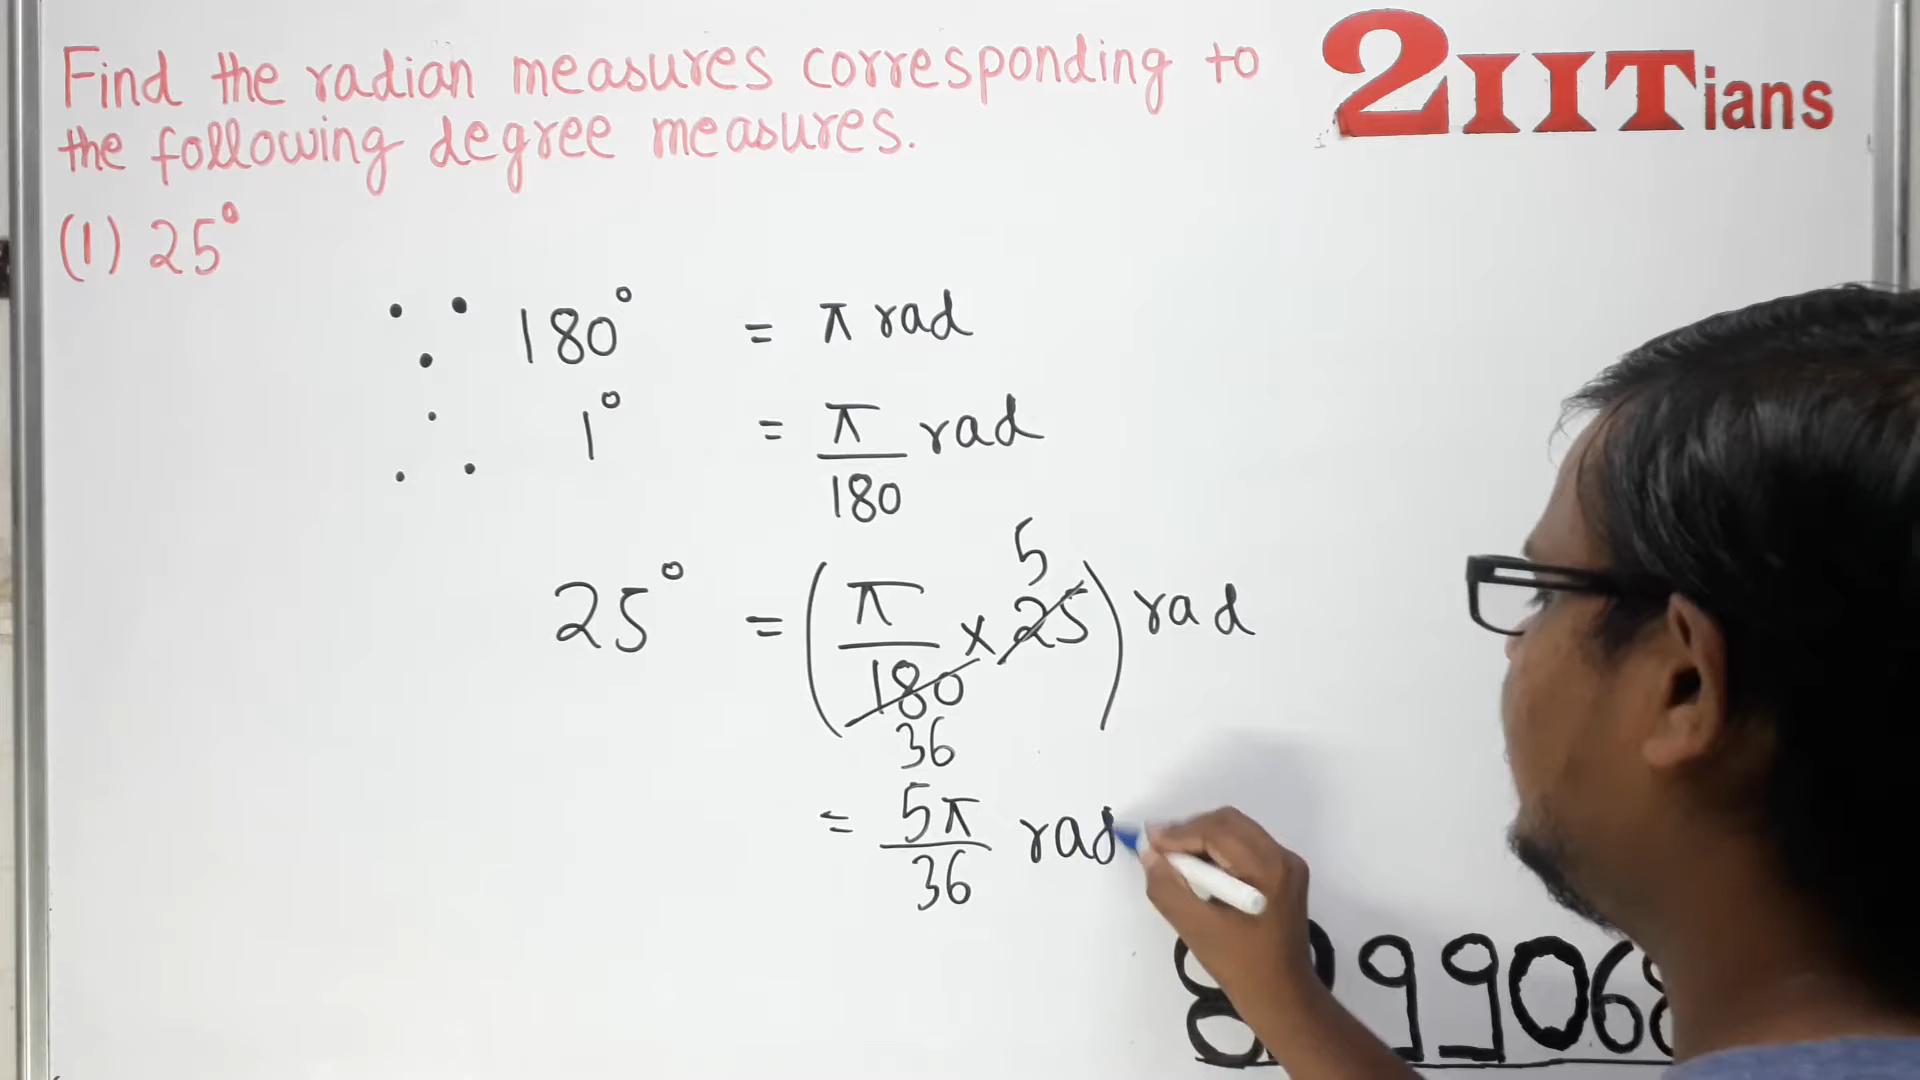 Find the radian measures corresponding to
the following degree measures.
2IITians
(1) 25°
∵ 180° = π rad
∴ 1° = π/180 rad
25° = (π/180 × 25) rad
5
36
= 5π/36 rad